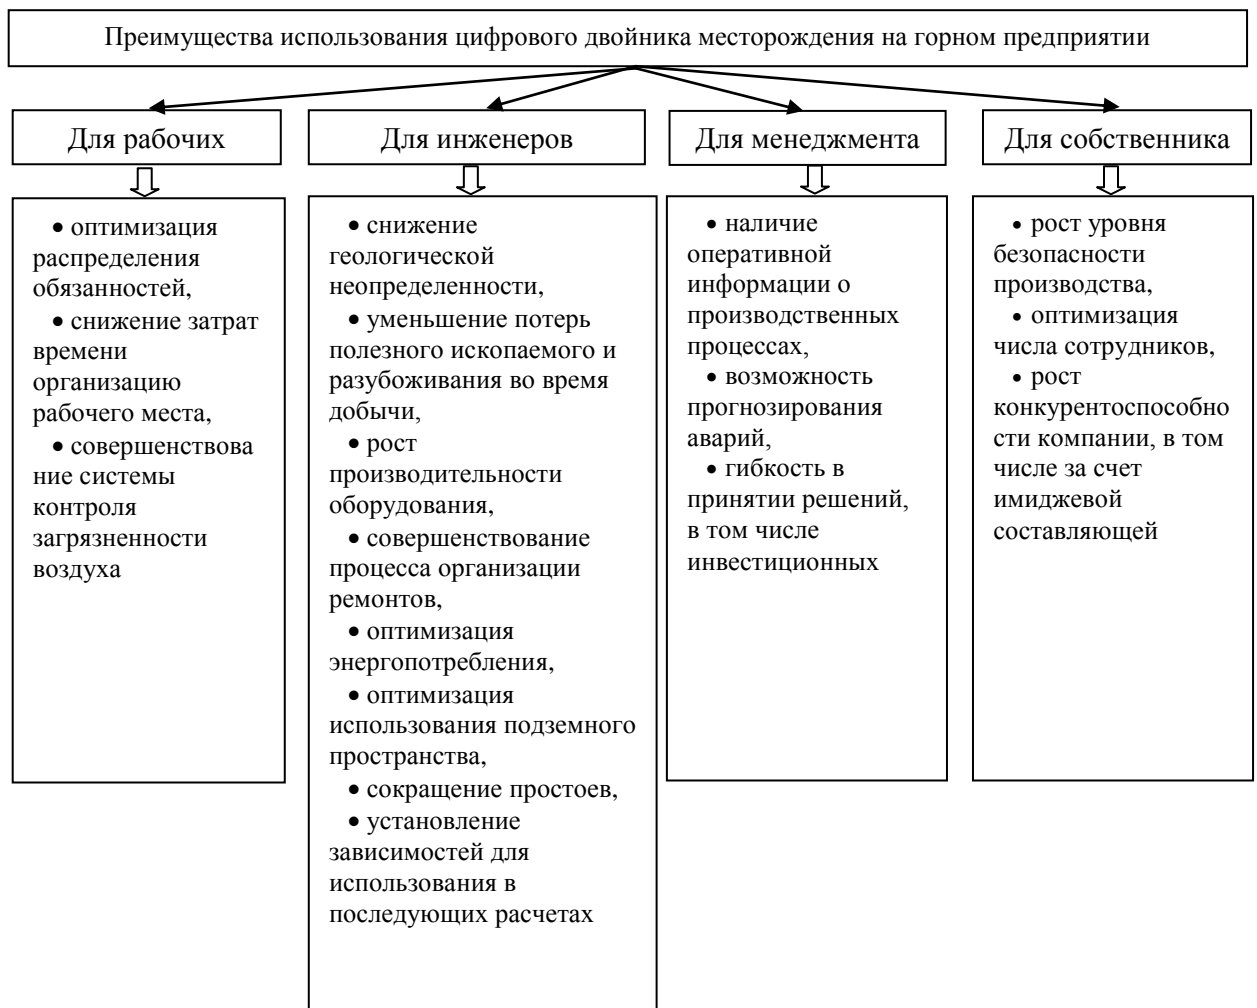 Преимущества использования цифрового двойника месторождения на горном предприятии
Для рабочих
Для инженеров
Для менеджмента
Для собственника
• оптимизация
распределения
обязанностей,
• снижение затрат
времени
организацию
рабочего места,
• совершенствова
ние системы
контроля
загрязненности
воздуха
• снижение
геологической
неопределенности,
• уменьшение потерь
полезного ископаемого и
разубоживания во время
добычи,
• рост
производительности
оборудования,
• совершенствование
процесса организации
ремонтов,
• оптимизация
энергопотребления,
• оптимизация
использования подземного
пространства,
• сокращение простоев,
• установление
зависимостей для
использования в
последующих расчетах
• наличие
оперативной
информации о
производственных
процессах,
• возможность
прогнозирования
аварий,
• гибкость в
принятии решений,
в том числе
инвестиционных
• рост уровня
безопасности
производства,
• оптимизация
числа сотрудников,
• рост
конкурентоспособно
сти компании, в том
числе за счет
имиджевой
составляющей